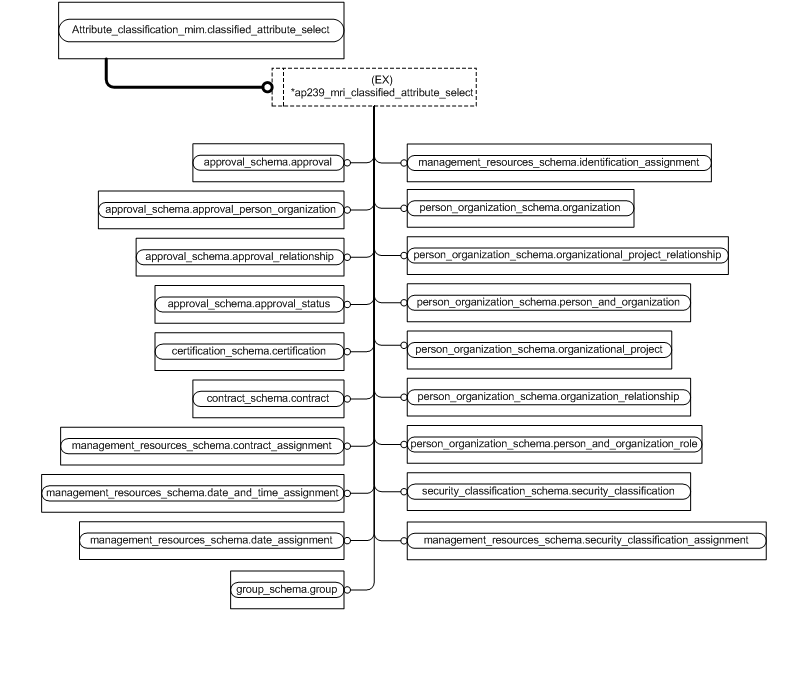 Attribute_classification_mim.classified_attribute_select
(EX)
*ap239_mri_classified_attribute_select
approval_schema.approval
management_resources_schema.identification_assignment
approval_schema.approval_person_organization
person_organization_schema.organization
approval_schema.approval_relationship
person_organization_schema.organizational_project_relationship
approval_schema.approval_status
person_organization_schema.person_and_organization
certification_schema.certification
person_organization_schema.organizational_project
contract_schema.contract
person_organization_schema.organization_relationship
management_resources_schema.contract_assignment
person_organization_schema.person_and_organization_role
management_resources_schema.date_and_time_assignment
security_classification_schema.security_classification
management_resources_schema.date_assignment
management_resources_schema.security_classification_assignment
group_schema.group